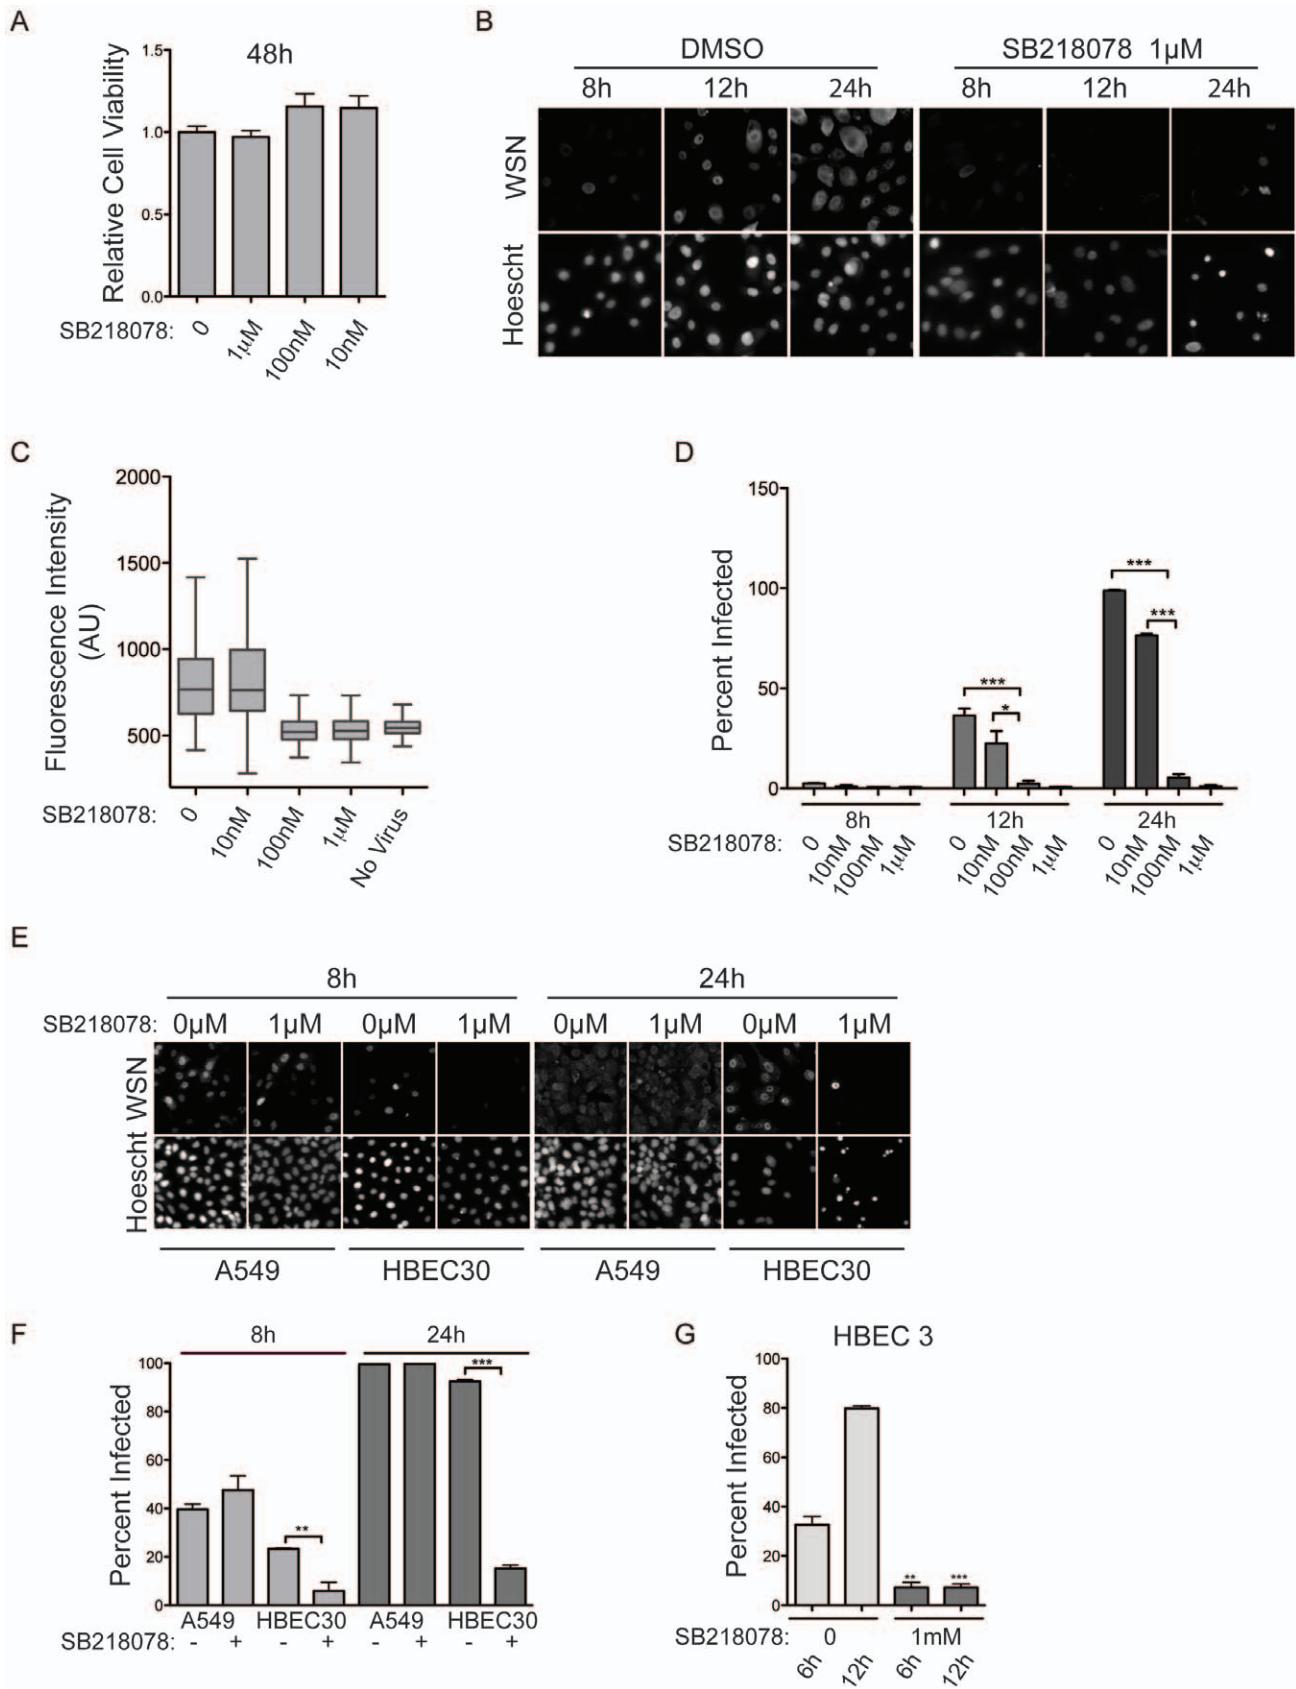 A
48h
Relative Cell Viability
1.5
1.0
0.5
0.0
SB218078: 0 1µM 100nM 10nM
B
DMSO SB218078 1µM
8h 12h 24h 8h 12h 24h
WSN
Hoescht
C
Fluorescence Intensity
(AU)
2000
1500
1000
500
SB218078: 0 10nM 100nM 1µM No Virus
D
Percent Infected
150
100
50
0
***
*
***
***
8h 12h 24h
SB218078: 0 10nM 100nM 1µM 0 10nM 100nM 1µM 0 10nM 100nM 1µM
E
8h 24h
SB218078: 0µM 1µM 0µM 1µM 0µM 1µM 0µM 1µM
WSN
Hoescht
A549 HBEC30 A549 HBEC30
F
8h 24h
Percent Infected
100
80
60
40
20
0
**
***
A549 HBEC30 A549 HBEC30
SB218078: - + - + - + - +
G
HBEC 3
Percent Infected
100
80
60
40
20
0
** ***
SB218078: 0 1mM
6h 12h 6h 12h